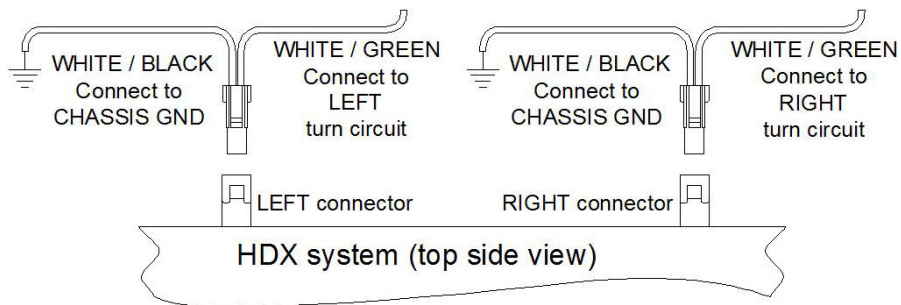 WHITE / BLACK
Connect to
CHASSIS GND
WHITE / GREEN
Connect to
LEFT
turn circuit
WHITE / BLACK
Connect to
CHASSIS GND
WHITE / GREEN
Connect to
RIGHT
turn circuit
LEFT connector
RIGHT connector
HDX system (top side view)